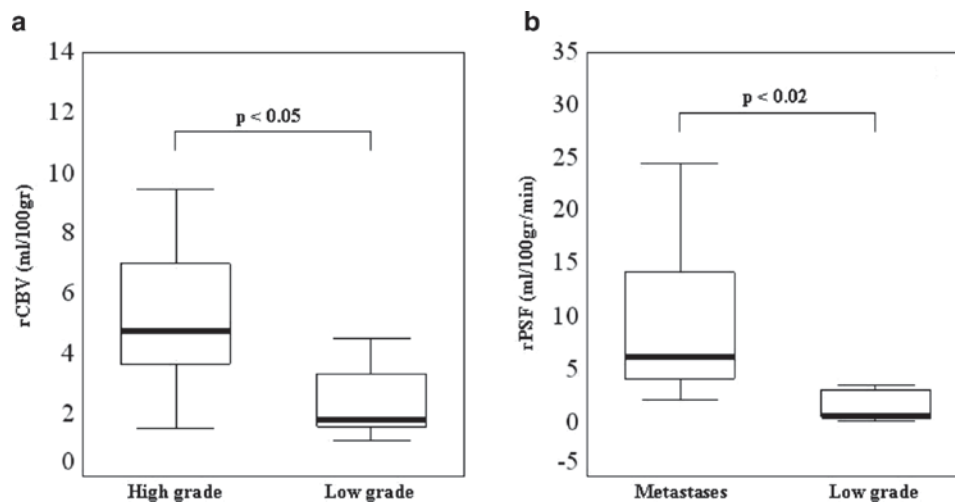 a
rCBV (ml/100gr)
14
12
10
8
6
4
2
0
p < 0.05
High grade
Low grade
b
rPSF (ml/100gr/min)
35
30
25
20
15
10
5
0
-5
p < 0.02
Metastases
Low grade